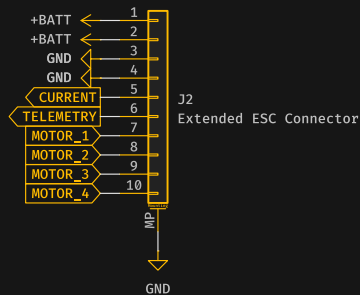 +BATT 1
+BATT 2
GND 3
GND 4
CURRENT 5
TELEMETRY 6
MOTOR_1 7
MOTOR_2 8
MOTOR_3 9
MOTOR_4 10
J2
Extended ESC Connector
MP
GND